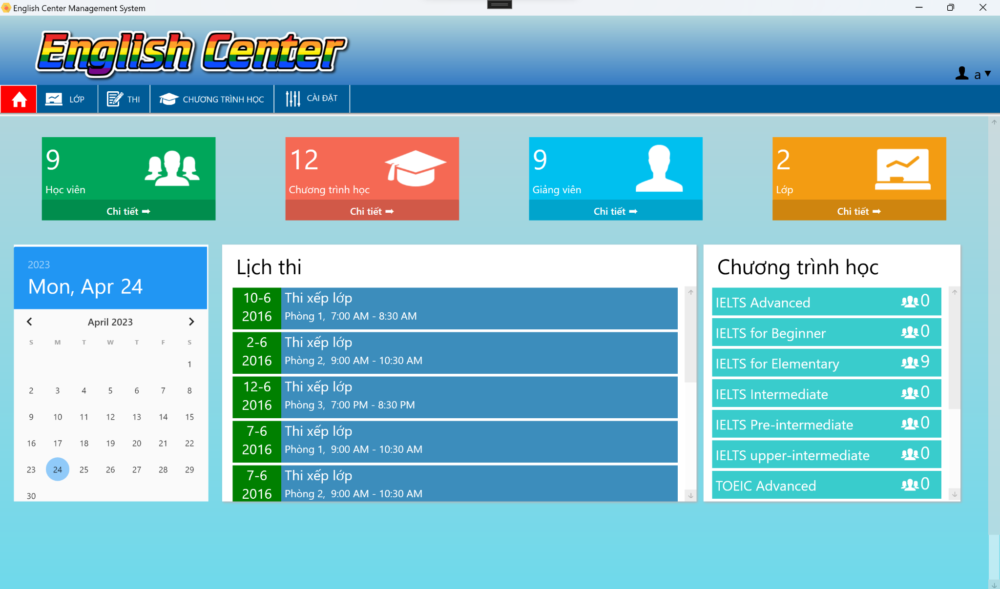 English Center Management System
English Center
a
LỚP
THI
CHƯƠNG TRÌNH HỌC
CÀI ĐẶT
9
Học viên
Chi tiết
12
Chương trình học
Chi tiết
9
Giảng viên
Chi tiết
2
Lớp
Chi tiết
2023
Mon, Apr 24
April 2023
S M T W T F S
1
2 3 4 5 6 7 8
9 10 11 12 13 14 15
16 17 18 19 20 21 22
23 24 25 26 27 28 29
30
Lịch thi
10-6 Thi xếp lớp
2016 Phòng 1, 7:00 AM - 8:30 AM
2-6 Thi xếp lớp
2016 Phòng 2, 9:00 AM - 10:30 AM
12-6 Thi xếp lớp
2016 Phòng 3, 7:00 PM - 8:30 PM
7-6 Thi xếp lớp
2016 Phòng 1, 9:00 AM - 10:30 AM
7-6 Thi xếp lớp
2016 Phòng 2, 9:00 AM - 10:30 AM
Chương trình học
IELTS Advanced 0
IELTS for Beginner 0
IELTS for Elementary 9
IELTS Intermediate 0
IELTS Pre-intermediate 0
IELTS upper-intermediate 0
TOEIC Advanced 0